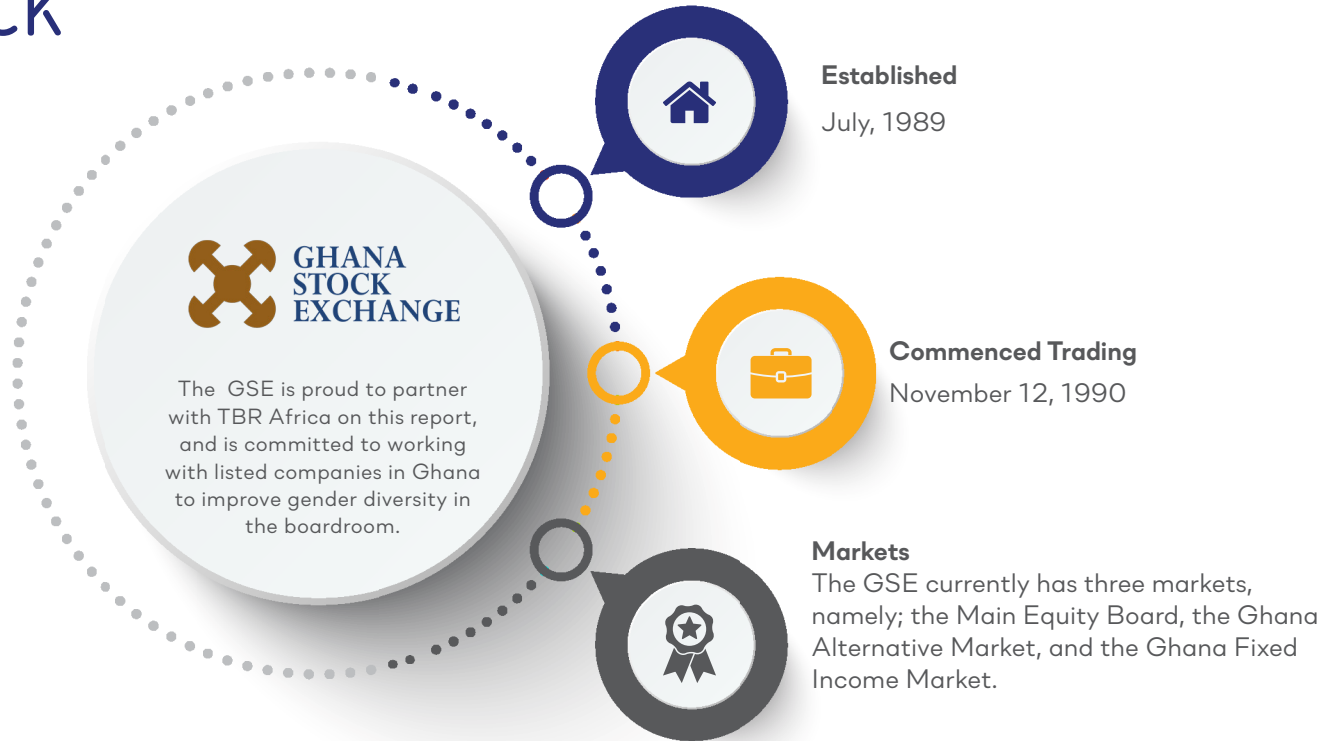 GHANA
STOCK
EXCHANGE
The GSE is proud to partner
with TBR Africa on this report,
and is committed to working
with listed companies in Ghana
to improve gender diversity in
the boardroom.
Established
July, 1989
Commenced Trading
November 12, 1990
Markets
The GSE currently has three markets,
namely; the Main Equity Board, the Ghana
Alternative Market, and the Ghana Fixed
Income Market.